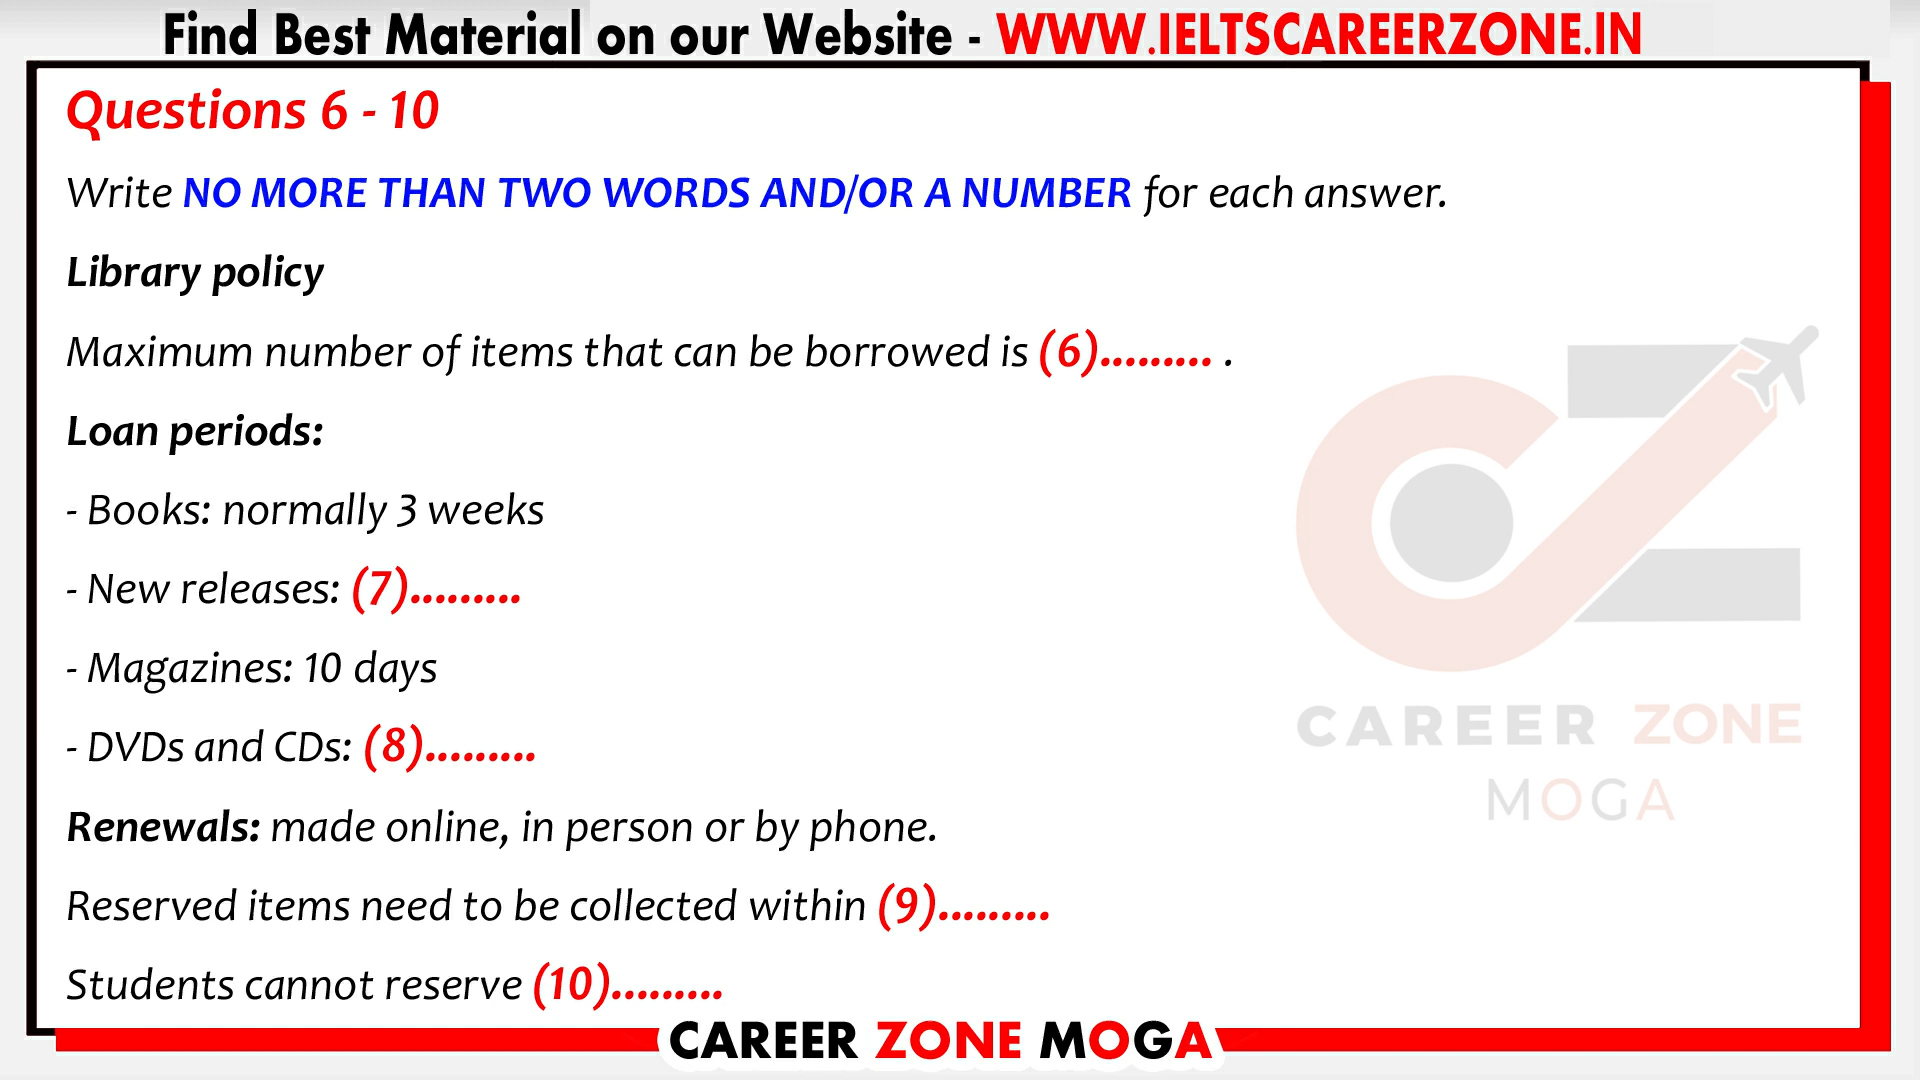 Find Best Material on our Website - WWW.IELTSCAREERZONE.IN
Questions 6 - 10
Write NO MORE THAN TWO WORDS AND/OR A NUMBER for each answer.
Library policy
Maximum number of items that can be borrowed is (6)......... .
Loan periods:
- Books: normally 3 weeks
- New releases: (7).........
- Magazines: 10 days
- DVDs and CDs: (8).........
Renewals: made online, in person or by phone.
Reserved items need to be collected within (9).........
Students cannot reserve (10).........
CZ
CAREER ZONE
MOGA
CAREER ZONE MOGA